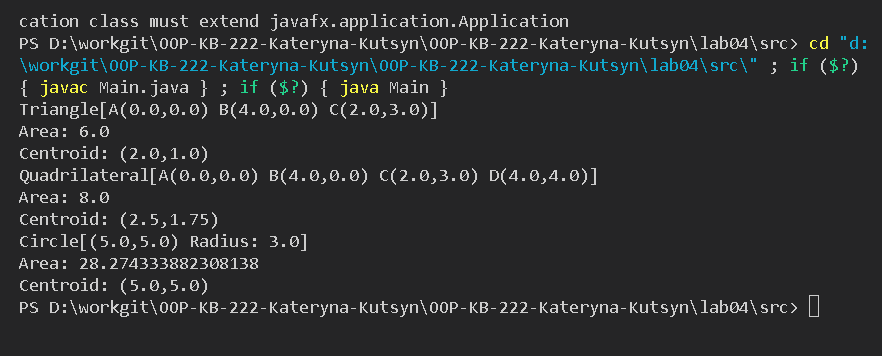 cation class must extend javafx.application.Application
PS D:\workgit\OOP-KB-222-Kateryna-Kutsyn\OOP-KB-222-Kateryna-Kutsyn\lab04\src> cd "d:
\workgit\OOP-KB-222-Kateryna-Kutsyn\OOP-KB-222-Kateryna-Kutsyn\lab04\src\" ; if ($?)
{ javac Main.java } ; if ($?) { java Main }
Triangle[A(0.0,0.0) B(4.0,0.0) C(2.0,3.0)]
Area: 6.0
Centroid: (2.0,1.0)
Quadrilateral[A(0.0,0.0) B(4.0,0.0) C(2.0,3.0) D(4.0,4.0)]
Area: 8.0
Centroid: (2.5,1.75)
Circle[(5.0,5.0) Radius: 3.0]
Area: 28.274333882308138
Centroid: (5.0,5.0)
PS D:\workgit\OOP-KB-222-Kateryna-Kutsyn\OOP-KB-222-Kateryna-Kutsyn\lab04\src>